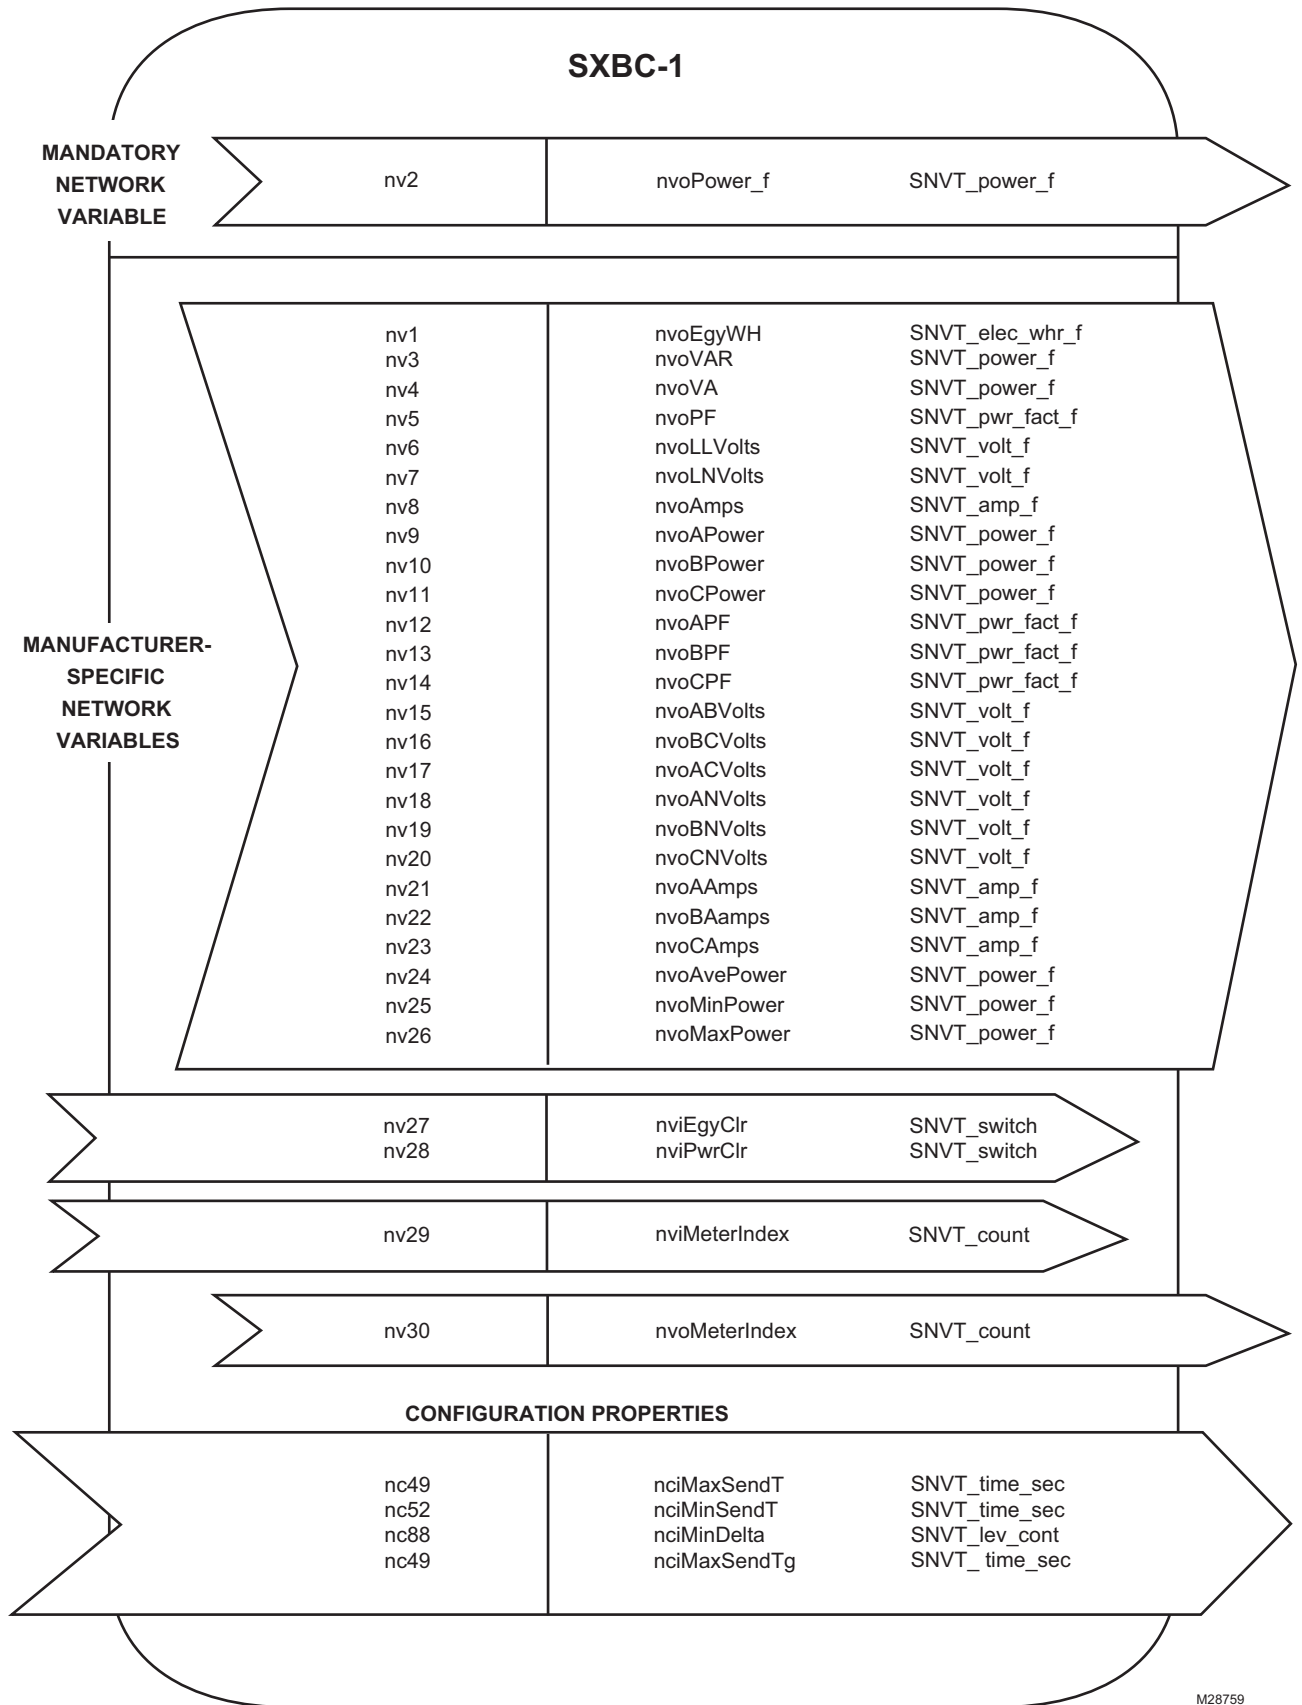 SXBC-1
MANDATORY
NETWORK
VARIABLE
nv2 nvoPower_f SNVT_power_f
MANUFACTURER-
SPECIFIC
NETWORK
VARIABLES
nv1 nvoEgyWH SNVT_elec_whr_f
nv3 nvoVAR SNVT_power_f
nv4 nvoVA SNVT_power_f
nv5 nvoPF SNVT_pwr_fact_f
nv6 nvoLLVolts SNVT_volt_f
nv7 nvoLNVolts SNVT_volt_f
nv8 nvoAmps SNVT_amp_f
nv9 nvoAPower SNVT_power_f
nv10 nvoBPower SNVT_power_f
nv11 nvoCPower SNVT_power_f
nv12 nvoAPF SNVT_pwr_fact_f
nv13 nvoBPF SNVT_pwr_fact_f
nv14 nvoCPF SNVT_pwr_fact_f
nv15 nvoABVolts SNVT_volt_f
nv16 nvoBCVolts SNVT_volt_f
nv17 nvoACVolts SNVT_volt_f
nv18 nvoANVolts SNVT_volt_f
nv19 nvoBNVolts SNVT_volt_f
nv20 nvoCNVolts SNVT_volt_f
nv21 nvoAAmps SNVT_amp_f
nv22 nvoBAamps SNVT_amp_f
nv23 nvoCAmps SNVT_amp_f
nv24 nvoAvePower SNVT_power_f
nv25 nvoMinPower SNVT_power_f
nv26 nvoMaxPower SNVT_power_f
nv27 nviEgyClr SNVT_switch
nv28 nviPwrClr SNVT_switch
nv29 nviMeterIndex SNVT_count
nv30 nvoMeterIndex SNVT_count
CONFIGURATION PROPERTIES
nc49 nciMaxSendT SNVT_time_sec
nc52 nciMinSendT SNVT_time_sec
nc88 nciMinDelta SNVT_lev_cont
nc49 nciMaxSendTg SNVT_ time_sec
M28759